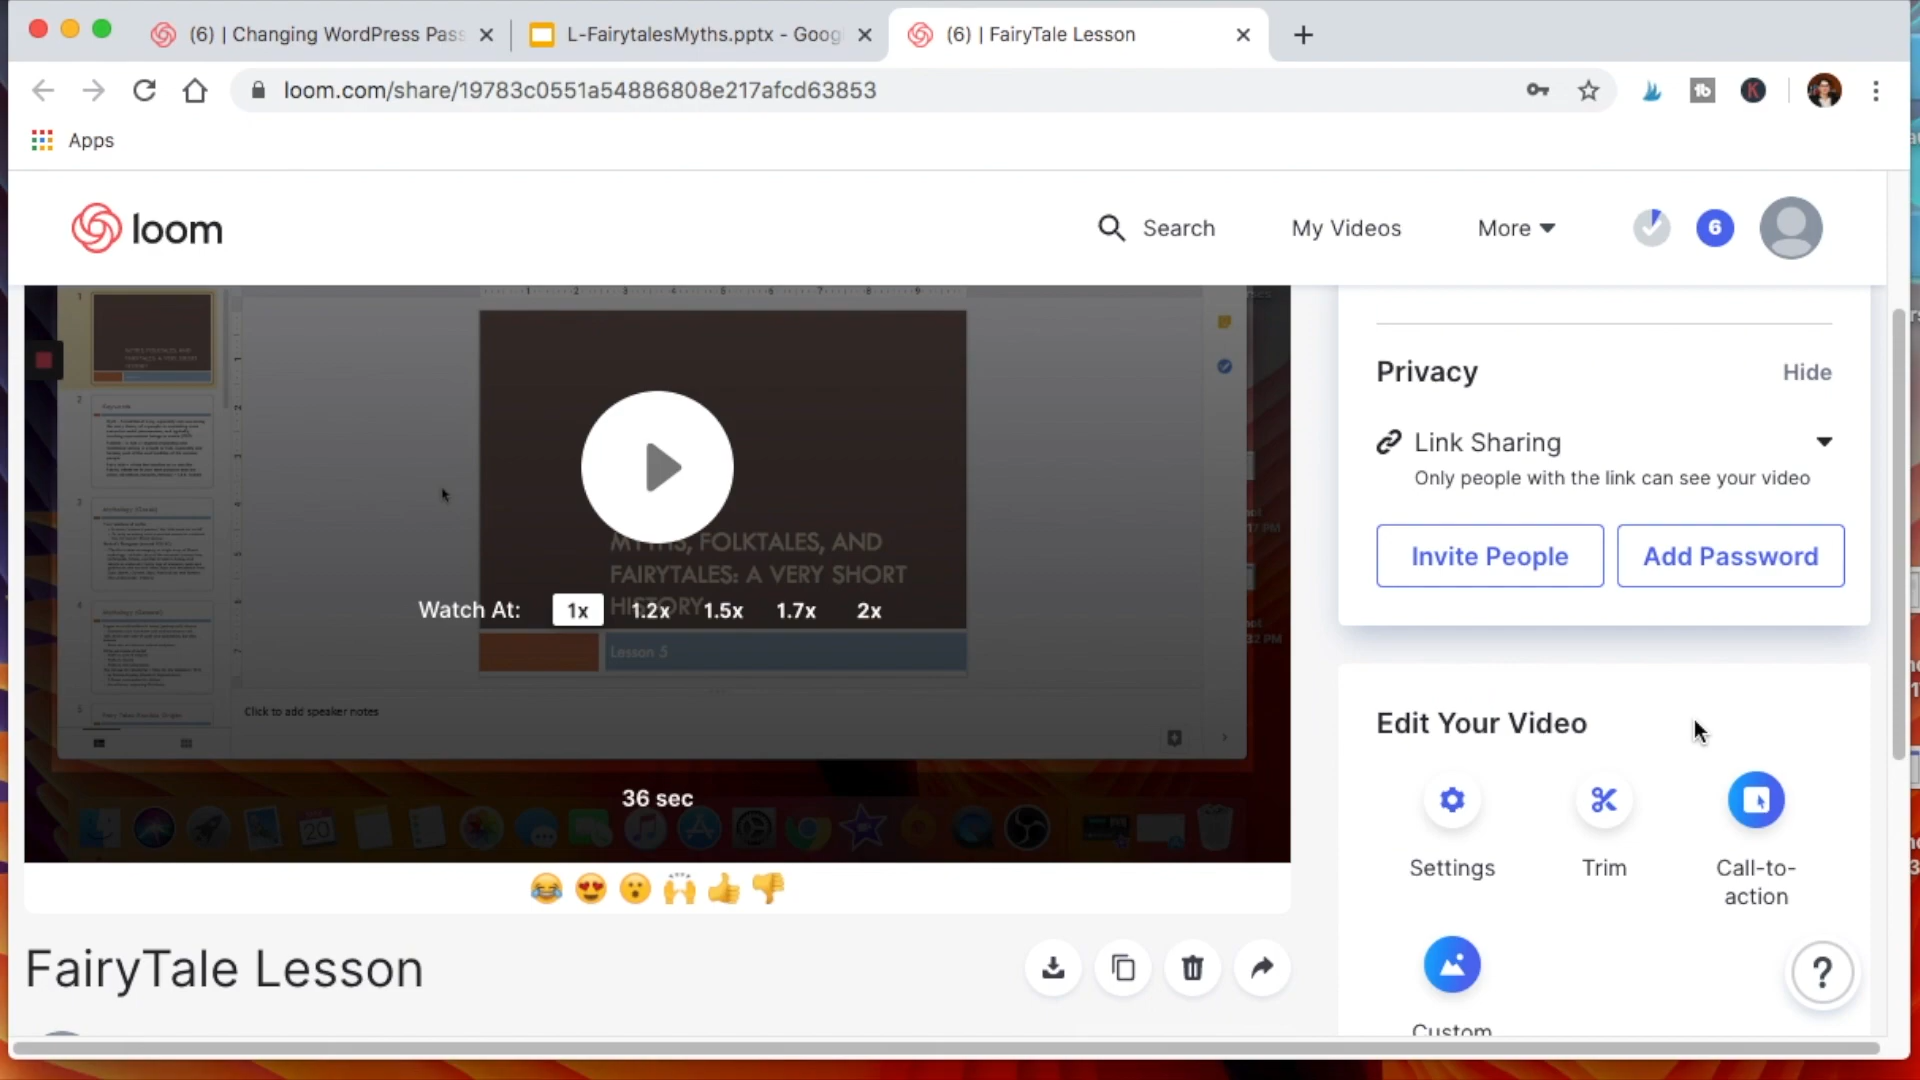 (6) | Changing WordPress Pass
L-FairytalesMyths.pptx - Goog
(6) | FairyTale Lesson
loom.com/share/19783c0551a54886808e217afcd63853
Apps
loom
Search
My Videos
More
6
MYTHS, FOLKTALES, AND
FAIRYTALES: A VERY SHORT
HISTORY
Watch At:
1x
1.2x
1.5x
1.7x
2x
Lesson 5
Click to add speaker notes
36 sec
FairyTale Lesson
Privacy
Hide
Link Sharing
Only people with the link can see your video
Invite People
Add Password
Edit Your Video
Settings
Trim
Call-to-
action
Custom
?